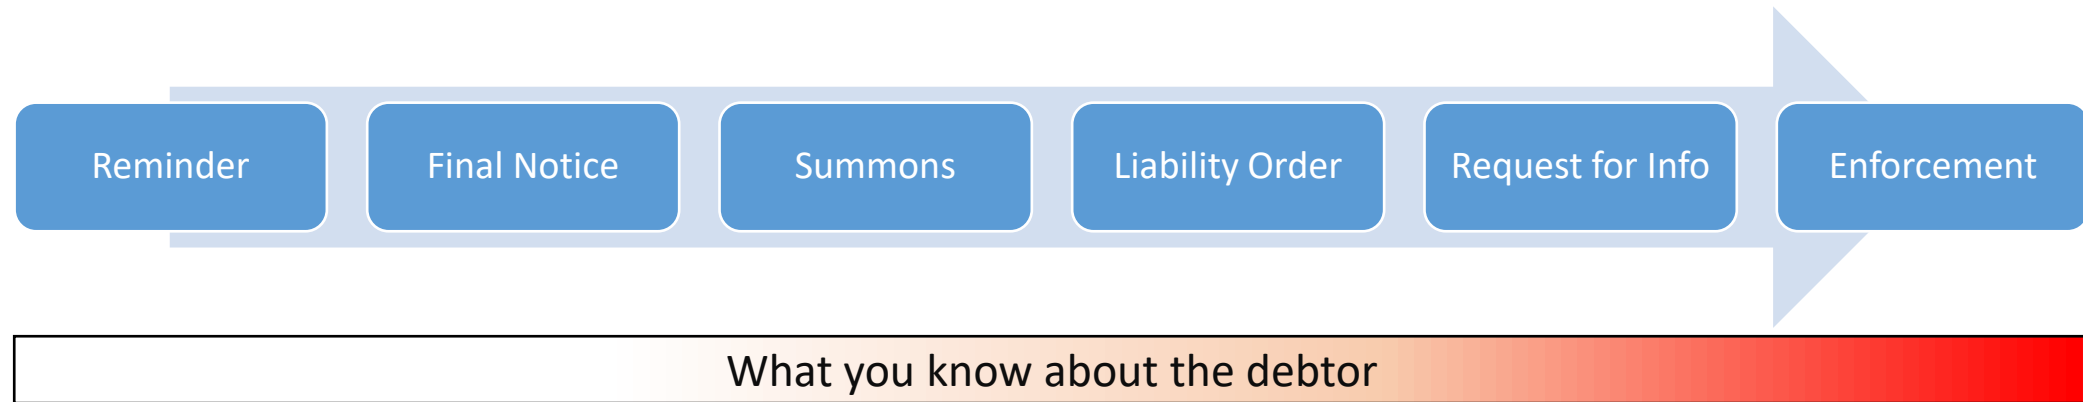 Reminder
Final Notice
Summons
Liability Order
Request for Info
Enforcement
What you know about the debtor